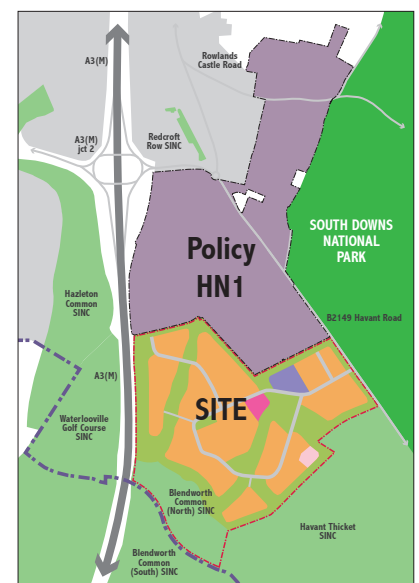 A3(M)
Rowlands
Castle Road
A3(M)
jct 2
Redcroft
Row SINC
SOUTH DOWNS
NATIONAL
PARK
Policy
HN1
Hazleton
Common
SINC
B2149 Havant Road
A3(M)
SITE
Waterlooville
Golf Course
SINC
Blendworth
Common
(North) SINC
Havant Thicket
SINC
Blendworth
Common
(South) SINC